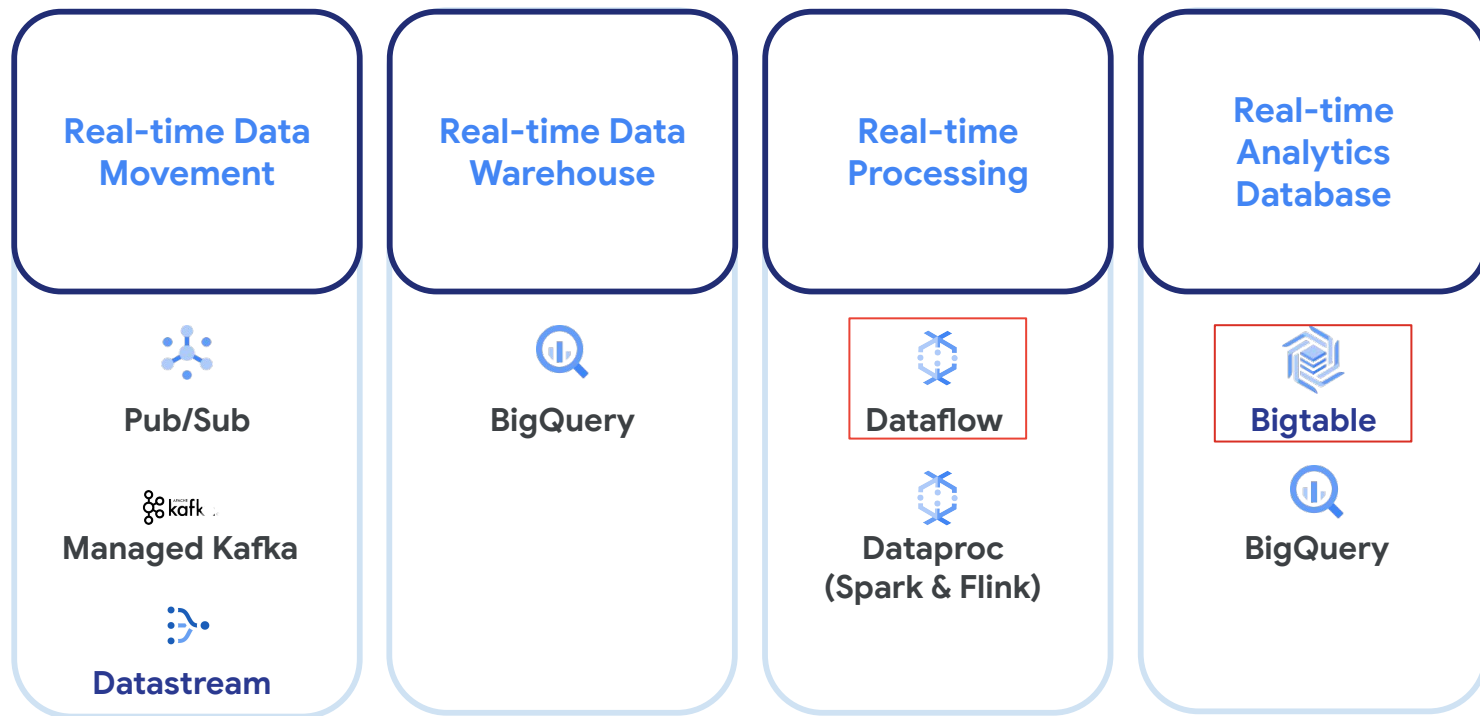 Real-time Data
Movement
Pub/Sub
kafk
Managed Kafka
Datastream
Real-time Data
Warehouse
BigQuery
Real-time
Processing
Dataflow
Dataproc
(Spark & Flink)
Real-time
Analytics
Database
Bigtable
BigQuery